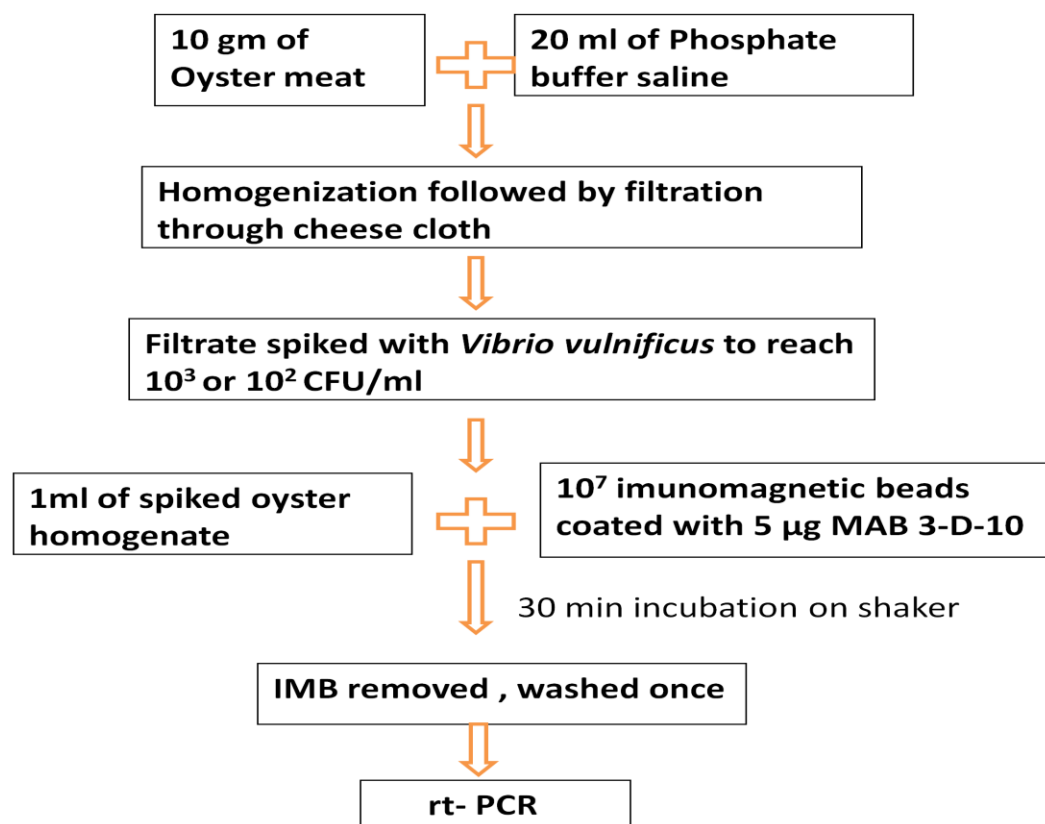 10 gm of
Oyster meat
20 ml of Phosphate
buffer saline
Homogenization followed by filtration
through cheese cloth
Filtrate spiked with Vibrio vulnificus to reach
10³ or 10² CFU/ml
1ml of spiked oyster
homogenate
10⁷ imunomagnetic beads
coated with 5 µg MAB 3-D-10
30 min incubation on shaker
IMB removed , washed once
rt- PCR